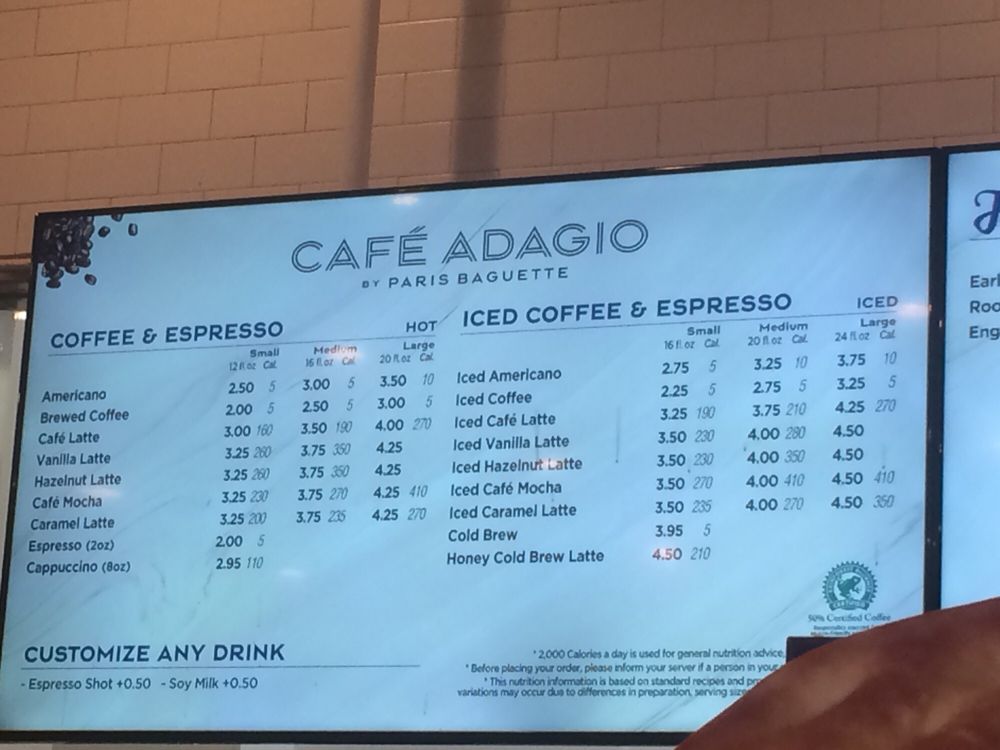 CAFÉ ADAGIO
BY PARIS BAGUETTE
COFFEE & ESPRESSO HOT
Small Medium Large
12 fl.oz Cal. 16 fl.oz Cal. 20 fl.oz Cal.
Americano 2.50 5 3.00 5 3.50 10
Brewed Coffee 2.00 5 2.50 5 3.00 5
Café Latte 3.00 160 3.50 190 4.00 270
Vanilla Latte 3.25 260 3.75 350 4.25
Hazelnut Latte 3.25 260 3.75 350 4.25
Café Mocha 3.25 230 3.75 270 4.25 410
Caramel Latte 3.25 200 3.75 235 4.25 270
Espresso (2oz) 2.00 5
Cappuccino (8oz) 2.95 110
CUSTOMIZE ANY DRINK
- Espresso Shot +0.50 - Soy Milk +0.50
ICED COFFEE & ESPRESSO ICED
Small Medium Large
16 fl.oz Cal. 20 fl.oz Cal. 24 fl.oz Cal.
Iced Americano 2.75 5 3.25 10 3.75 10
Iced Coffee 2.25 5 2.75 5 3.25 5
Iced Café Latte 3.25 190 3.75 210 4.25 270
Iced Vanilla Latte 3.50 230 4.00 280 4.50
Iced Hazelnut Latte 3.50 230 4.00 350 4.50
Iced Café Mocha 3.50 270 4.00 410 4.50 410
Iced Caramel Latte 3.50 235 4.00 270 4.50 350
Cold Brew 3.95 5
Honey Cold Brew Latte 4.50 210
CERTIFIED
50% Certified Coffee
* 2,000 Calories a day is used for general nutrition advice,
* Before placing your order, please inform your server if a person in your
* This nutrition information is based on standard recipes and
variations may occur due to differences in preparation, serving size
Earl
Roo
Eng